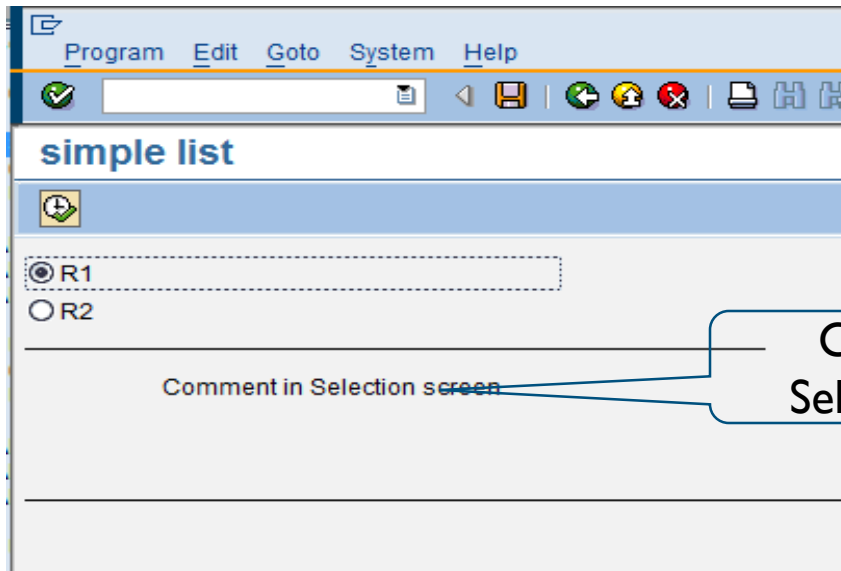 Program Edit Goto System Help
simple list
R1
R2
Comment in Selection screen